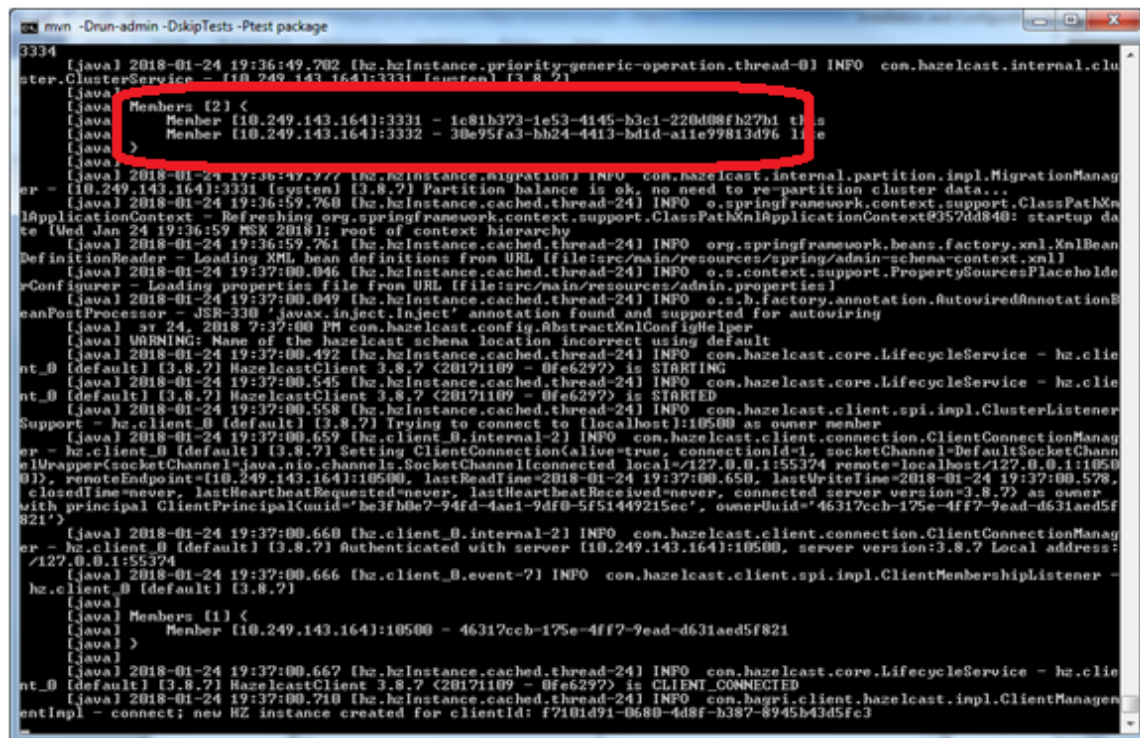 mvn -Drun-admin -DskipTests -Ptest package
3334
[java] 2018-01-24 19:36:49.702 [hz.hzInstance.priority-generic-operation.thread-0] INFO com.hazelcast.internal.clu
ster.ClusterService - [10.249.143.164]:3331 [system] [3.8.7]
[java]
[java] Members [2] {
[java] Member [10.249.143.164]:3331 - 1c81b373-1e53-4145-b3c1-220d08fb27b1 this
[java] Member [10.249.143.164]:3332 - 30e95fa3-bb24-4413-bd1d-a11e99813d96 lite
[java] }
[java]
[java] 2018-01-24 19:36:49.977 [hz.hzInstance.migration] INFO com.hazelcast.internal.partition.impl.MigrationManag
er - [10.249.143.164]:3331 [system] [3.8.7] Partition balance is ok, no need to re-partition cluster data...
[java] 2018-01-24 19:36:59.760 [hz.hzInstance.cached.thread-24] INFO o.springframework.context.support.ClassPathXm
lApplicationContext - Refreshing org.springframework.context.support.ClassPathXmlApplicationContext@357dd840: startup da
te [Wed Jan 24 19:36:59 MSK 2018]; root of context hierarchy
[java] 2018-01-24 19:36:59.761 [hz.hzInstance.cached.thread-24] INFO org.springframework.beans.factory.xml.XmlBean
DefinitionReader - Loading XML bean definitions from URL [file:src/main/resources/spring/admin-schema-context.xml]
[java] 2018-01-24 19:37:00.046 [hz.hzInstance.cached.thread-24] INFO o.s.context.support.PropertySourcesPlaceholde
rConfigurer - Loading properties file from URL [file:src/main/resources/admin.properties]
[java] 2018-01-24 19:37:00.049 [hz.hzInstance.cached.thread-24] INFO o.s.b.factory.annotation.AutowiredAnnotationB
eanPostProcessor - JSR-330 'javax.inject.Inject' annotation found and supported for autowiring
[java] эт 24, 2018 7:37:00 PM com.hazelcast.config.AbstractXmlConfigHelper
[java] WARNING: Name of the hazelcast schema location incorrect using default
[java] 2018-01-24 19:37:00.492 [hz.hzInstance.cached.thread-24] INFO com.hazelcast.core.LifecycleService - hz.clie
nt_0 [default] [3.8.7] HazelcastClient 3.8.7 (20171109 - 0fe6297) is STARTING
[java] 2018-01-24 19:37:00.545 [hz.hzInstance.cached.thread-24] INFO com.hazelcast.core.LifecycleService - hz.clie
nt_0 [default] [3.8.7] HazelcastClient 3.8.7 (20171109 - 0fe6297) is STARTED
[java] 2018-01-24 19:37:00.558 [hz.hzInstance.cached.thread-24] INFO com.hazelcast.client.spi.impl.ClusterListener
Support - hz.client_0 [default] [3.8.7] Trying to connect to [localhost]:10500 as owner member
[java] 2018-01-24 19:37:00.659 [hz.client_0.internal-2] INFO com.hazelcast.client.connection.ClientConnectionManag
er - hz.client_0 [default] [3.8.7] Setting ClientConnection{alive=true, connectionId=1, socketChannel=DefaultSocketChann
elWrapper{socketChannel=java.nio.channels.SocketChannel[connected local=/127.0.0.1:55374 remote=localhost/127.0.0.1:1050
0]}, remoteEndpoint=[10.249.143.164]:10500, lastReadTime=2018-01-24 19:37:00.650, lastWriteTime=2018-01-24 19:37:00.578,
closedTime=never, lastHeartbeatRequested=never, lastHeartbeatReceived=never, connected server version=3.8.7} as owner
with principal ClientPrincipal{uuid='be3fb0e7-94fd-4ae1-9df0-5f51449215ec', ownerUuid='46317ccb-175e-4ff7-9ead-d631aed5f
821'}
[java] 2018-01-24 19:37:00.660 [hz.client_0.internal-2] INFO com.hazelcast.client.connection.ClientConnectionManag
er - hz.client_0 [default] [3.8.7] Authenticated with server [10.249.143.164]:10500, server version:3.8.7 Local address:
/127.0.0.1:55374
[java] 2018-01-24 19:37:00.666 [hz.client_0.event-7] INFO com.hazelcast.client.spi.impl.ClientMembershipListener -
hz.client_0 [default] [3.8.7]
[java]
[java] Members [1] {
[java] Member [10.249.143.164]:10500 - 46317ccb-175e-4ff7-9ead-d631aed5f821
[java] }
[java]
[java] 2018-01-24 19:37:00.667 [hz.hzInstance.cached.thread-24] INFO com.hazelcast.core.LifecycleService - hz.clie
nt_0 [default] [3.8.7] HazelcastClient 3.8.7 (20171109 - 0fe6297) is CLIENT_CONNECTED
[java] 2018-01-24 19:37:00.710 [hz.hzInstance.cached.thread-24] INFO com.bagri.client.hazelcast.impl.ClientManagem
entImpl - connect; new HZ instance created for clientId: f7101d91-0680-4d8f-b387-8945b43d5fc3